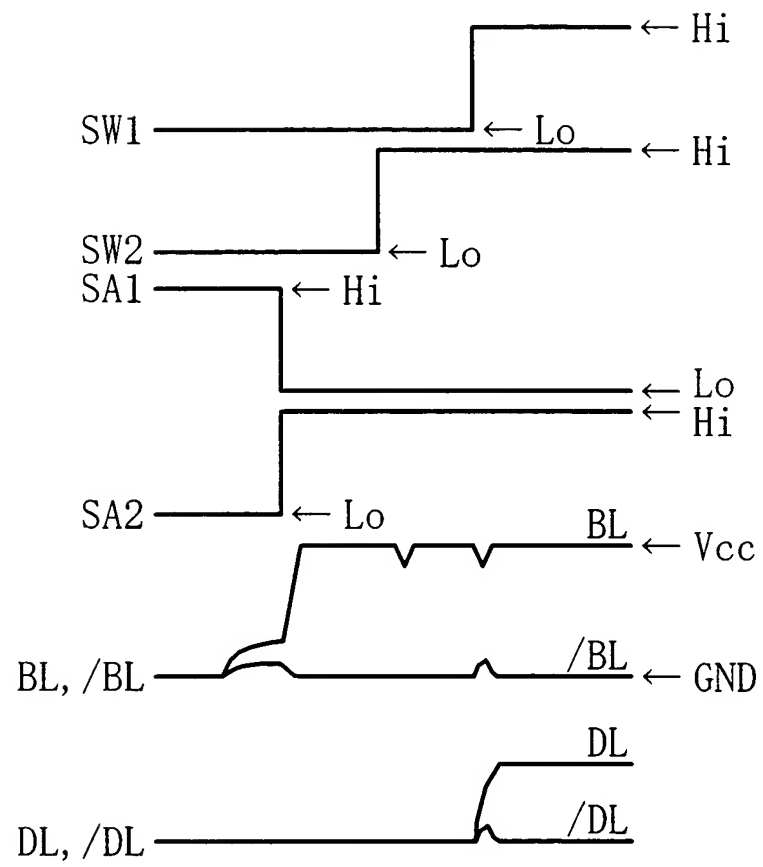 ← Hi
SW1 ← Lo
← Hi
SW2 ← Lo
SA1 ← Hi
← Lo
← Hi
SA2 ← Lo
BL ← Vcc
BL, /BL /BL ← GND
DL
DL, /DL /DL